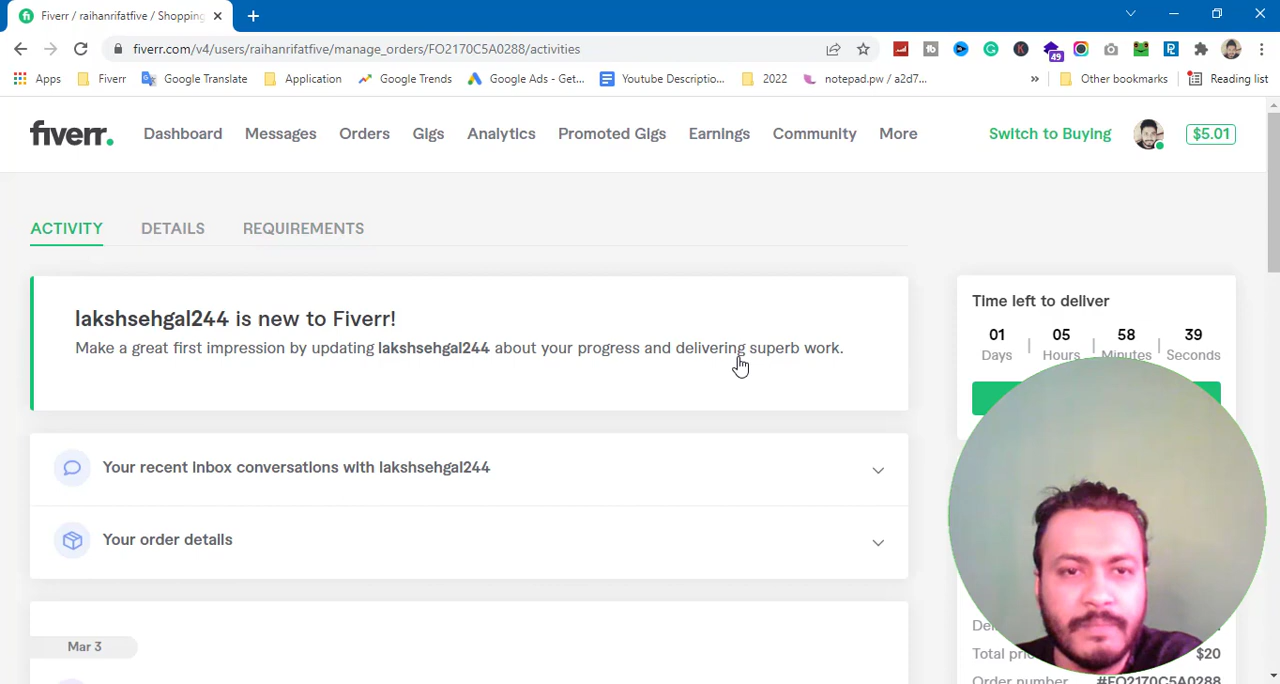 Fiverr / raihanrifatfive / Shopping
fiverr.com/v4/users/raihanrifatfive/manage_orders/FO2170C5A0288/activities
49
Apps Fiverr Google Translate Application Google Trends Google Ads - Get... Youtube Descriptio... 2022 notepad.pw / a2d7... » Other bookmarks Reading list
fiverr. Dashboard Messages Orders Gigs Analytics Promoted Gigs Earnings Community More Switch to Buying $5.01
ACTIVITY DETAILS REQUIREMENTS
lakshsehgal244 is new to Fiverr!
Make a great first impression by updating lakshsehgal244 about your progress and delivering superb work.
Time left to deliver
01 05 58 39
Days Hours Minutes Seconds
Your recent inbox conversations with lakshsehgal244
Your order details
Mar 3
Total $20
Order number #FO2170C5A0288